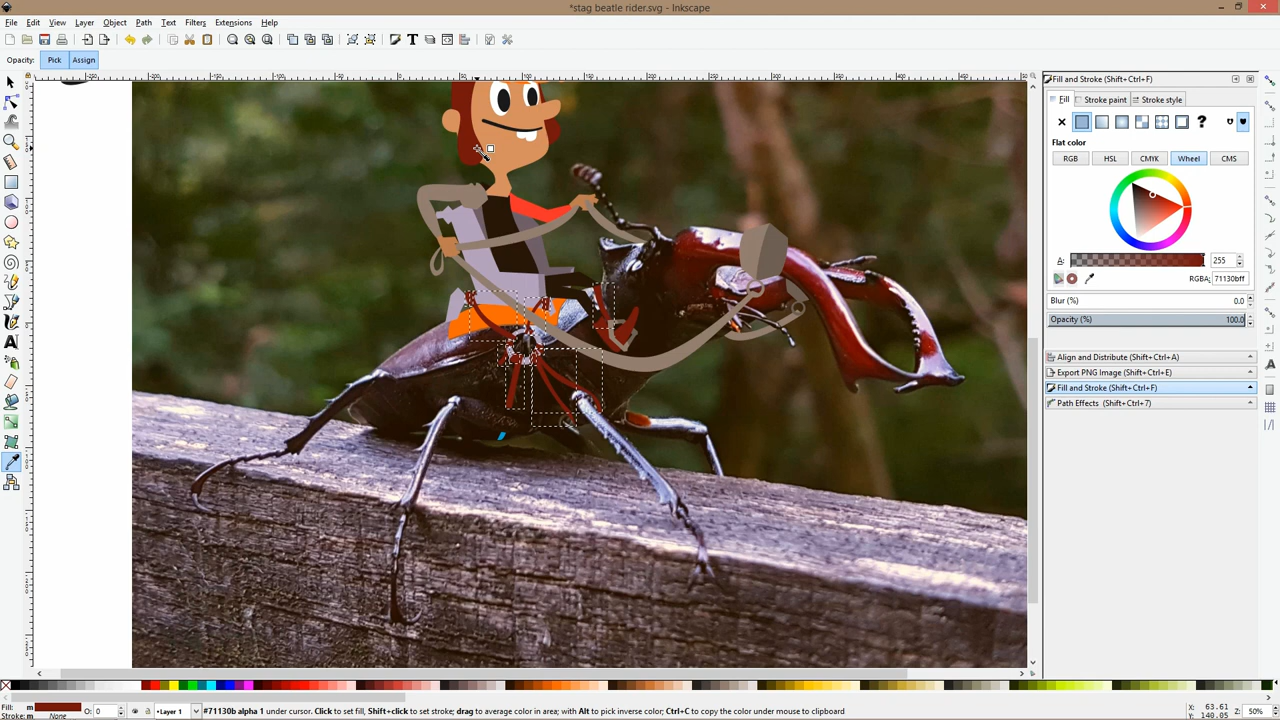 *stag beatle rider.svg - Inkscape
File Edit View Layer Object Path Text Filters Extensions Help
Opacity: Pick Assign
Fill and Stroke (Shift+Ctrl+F)
Fill Stroke paint Stroke style
Flat color
RGB HSL CMYK Wheel CMS
A: 255
RGBA: 71130bff
Blur (%) 0.0
Opacity (%) 100.0
Align and Distribute (Shift+Ctrl+A)
Export PNG Image (Shift+Ctrl+E)
Fill and Stroke (Shift+Ctrl+F)
Path Effects (Shift+Ctrl+7)
Fill: m
Stroke: m None
O: 0
Layer 1
#71130b alpha 1 under cursor. Click to set fill, Shift+click to set stroke; drag to average color in area; with Alt to pick inverse color; Ctrl+C to copy the color under mouse to clipboard
X: 63.61
Y: 140.05
Z: 50%